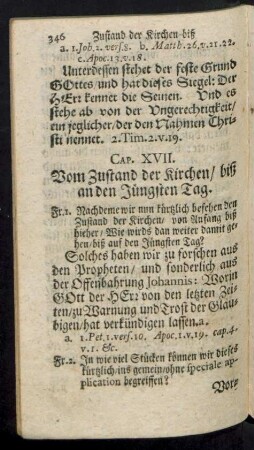 346 Zustand der Kirchen-biß
a. 1. Joh. 2. vers. 8. b. Matth. 26. v. 21. 22.
c. Apoc. 13. v. 18.
Unterdessen stehet der feste Grund
GOttes/ und hat dieses Siegel: Der
HErr kennet die Seinen. Vnd es
stehe ab von der Vngerechtigkeit/
ein jeglicher/ der den Nahmen Chri-
sti nennet. 2. Tim. 2. v. 19.
CAP. XVII.
Vom Zustand der Kirchen/ biß
an den Jüngsten Tag.
Fr. 1. Nachdeme wir nun kürtzlich besehen den
Zustand der Kirchen/ von Anfang biß
hieher/ Wie wirds dan weiter damit ge-
hen/ biß auf den Jüngsten Tag?
Solches haben wir zu forschen aus
den Propheten/ und sonderlich aus
der Offenbahrung Johannis: Worin
GOtt der HErr von den letzten Zei-
ten/ zu Warnung und Trost der Glau-
bigen/ hat verkündigen lassen. a.
a. 1. Pet. 1. vers. 10. Apoc. 1. v. 19. cap. 4.
v. 1. &c.
Fr. 2. In wie viel Stücken können wir dieses
kürtzlich/ ins gemein/ ohne speciale ap-
plication begreiffen?
Vors